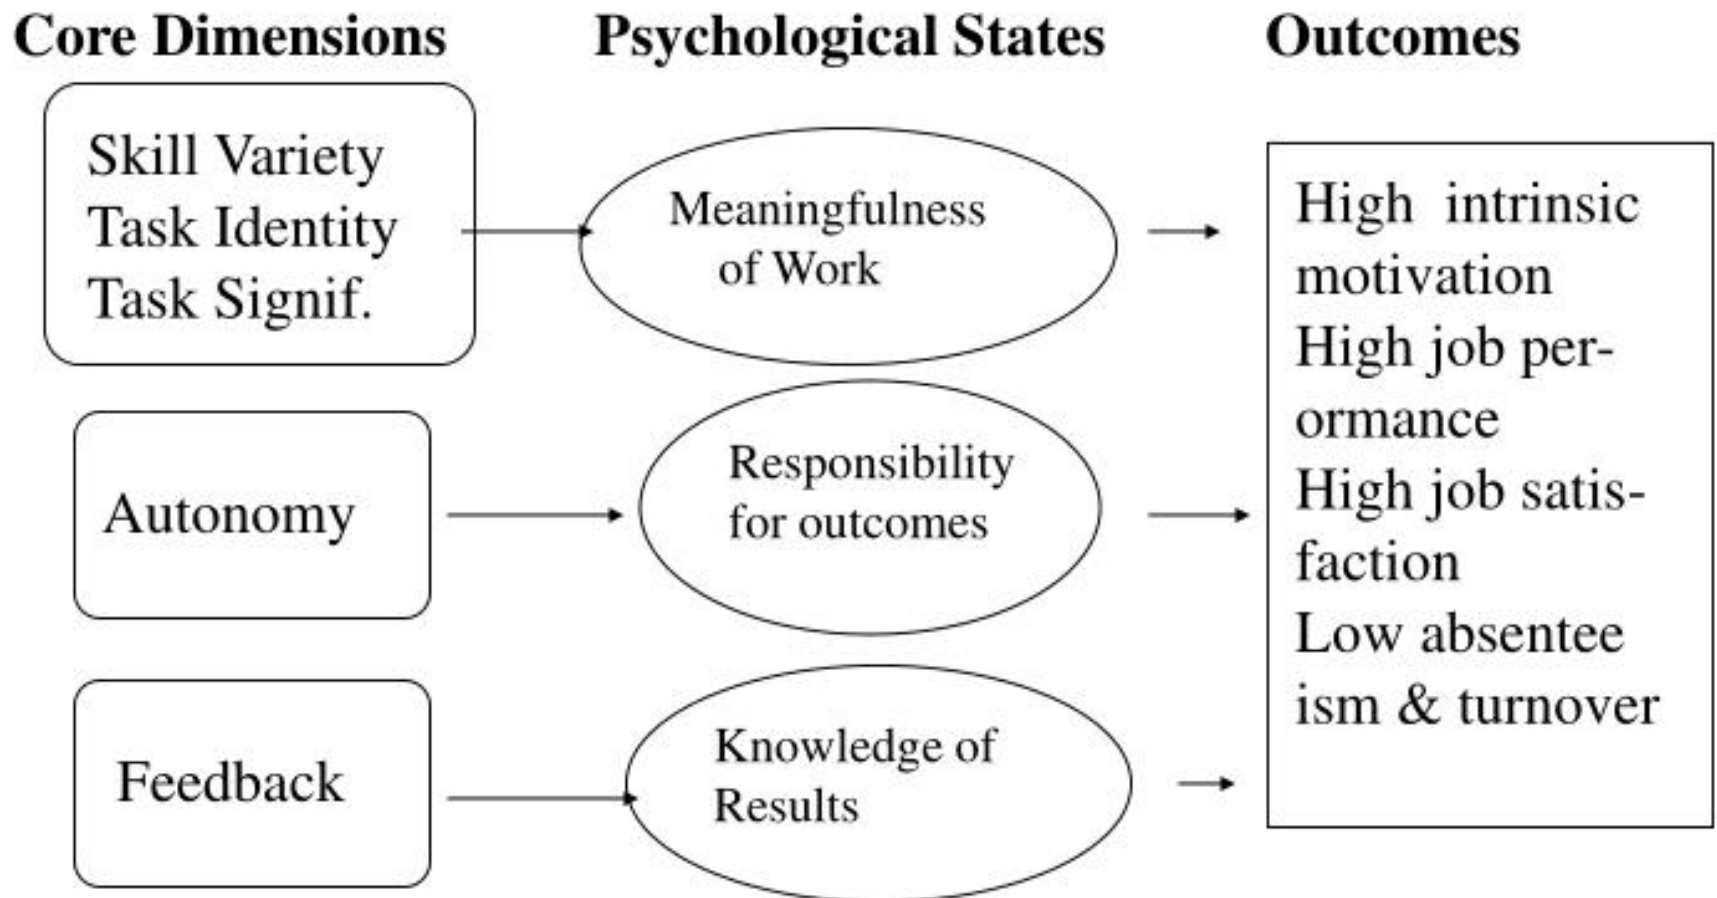 Core Dimensions
Psychological States
Outcomes
Skill Variety
Task Identity
Task Signif.
Meaningfulness
of Work
Autonomy
Responsibility
for outcomes
Feedback
Knowledge of
Results
High intrinsic
motivation
High job per-
ormance
High job satis-
faction
Low absentee
ism & turnover